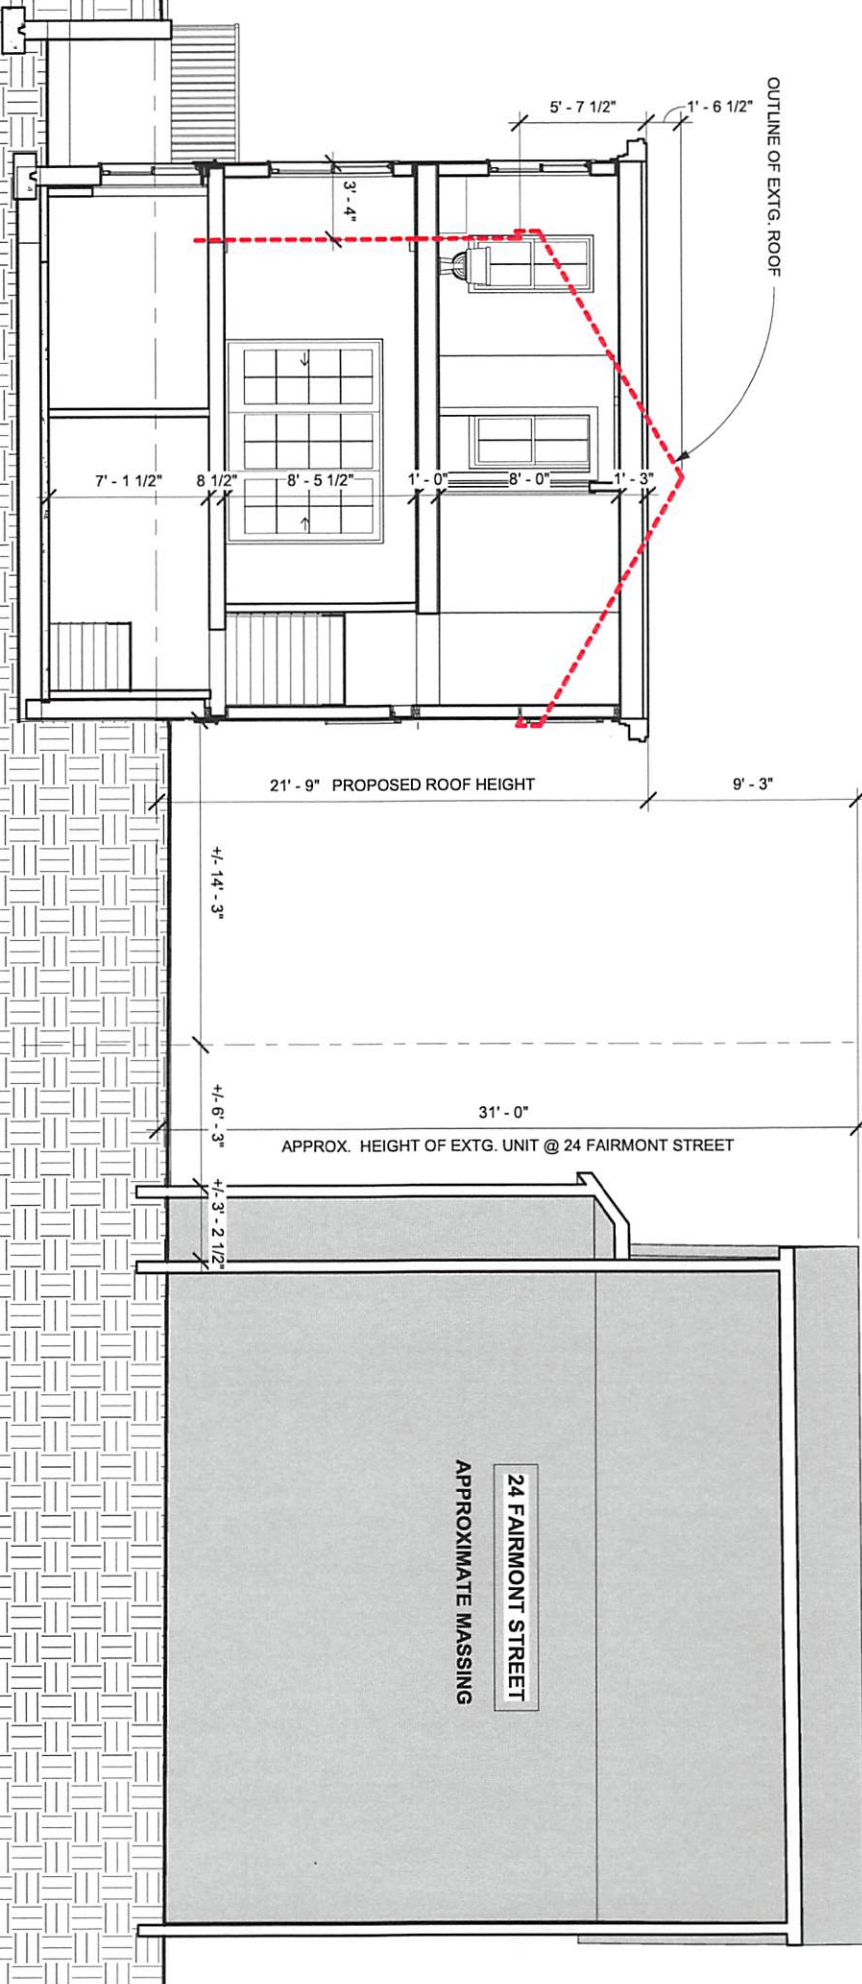 OUTLINE OF EXTG. ROOF
5' - 7 1/2"
1' - 6 1/2"
3' - 4"
7' - 1 1/2"
8 1/2"
8' - 5 1/2"
1' - 0"
8' - 0"
1' - 3"
21' - 9" PROPOSED ROOF HEIGHT
9' - 3"
+/- 14' - 3"
+/- 6' - 3"
31' - 0"
APPROX. HEIGHT OF EXTG. UNIT @ 24 FAIRMONT STREET
+/- 3' - 2 1/2"
24 FAIRMONT STREET
APPROXIMATE MASSING